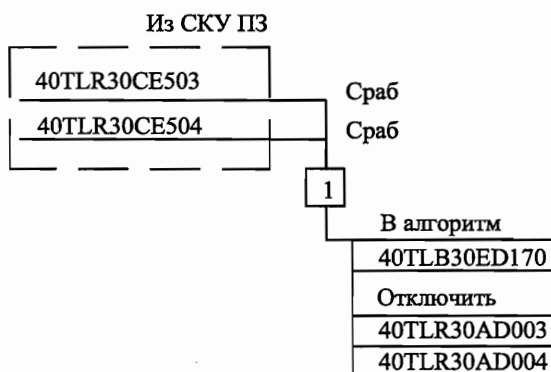 Из СКУ ПЗ
40TLR30CE503
Сраб
40TLR30CE504
Сраб
1
В алгоритм
40TLB30ED170
Отключить
40TLR30AD003
40TLR30AD004